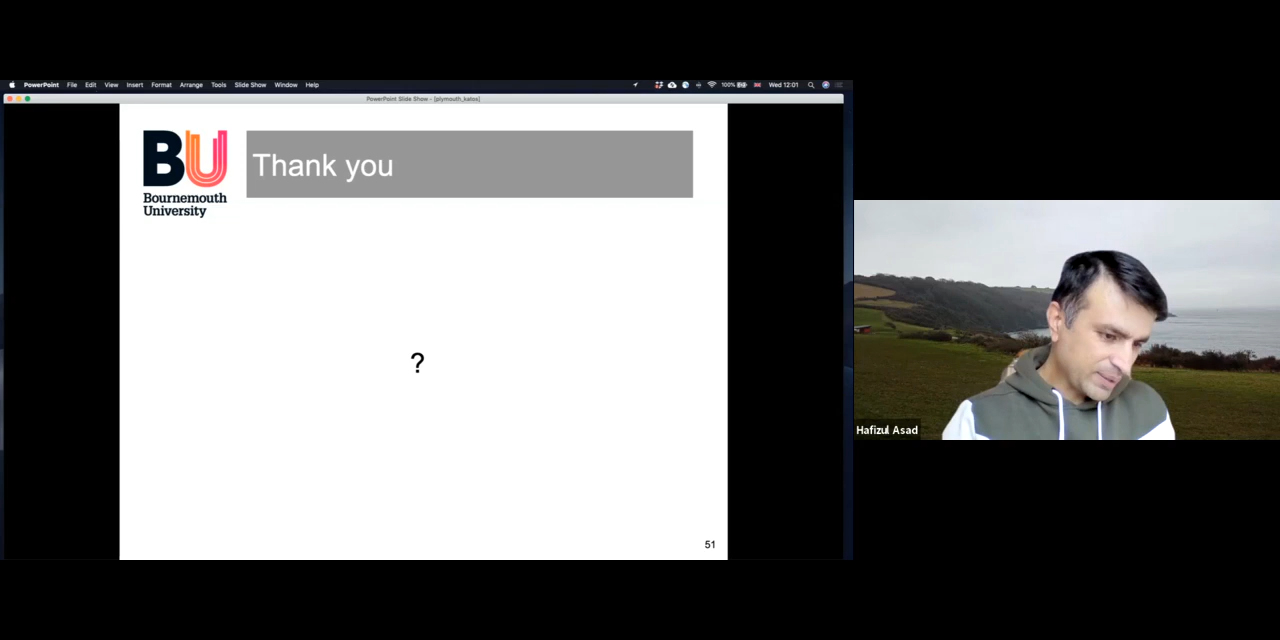 PowerPoint File Edit View Insert Format Arrange Tools Slide Show Window Help 100% Wed 12:01
PowerPoint Slide Show - [plymouth_katos]
BU
Bournemouth
University
Thank you
?
51
Hafizul Asad